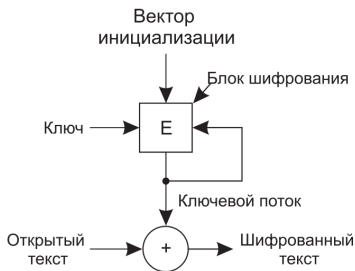 Вектор
инициализации
Блок шифрования
Ключ
E
Ключевой поток
Открытый
текст
+
Шифрованный
текст